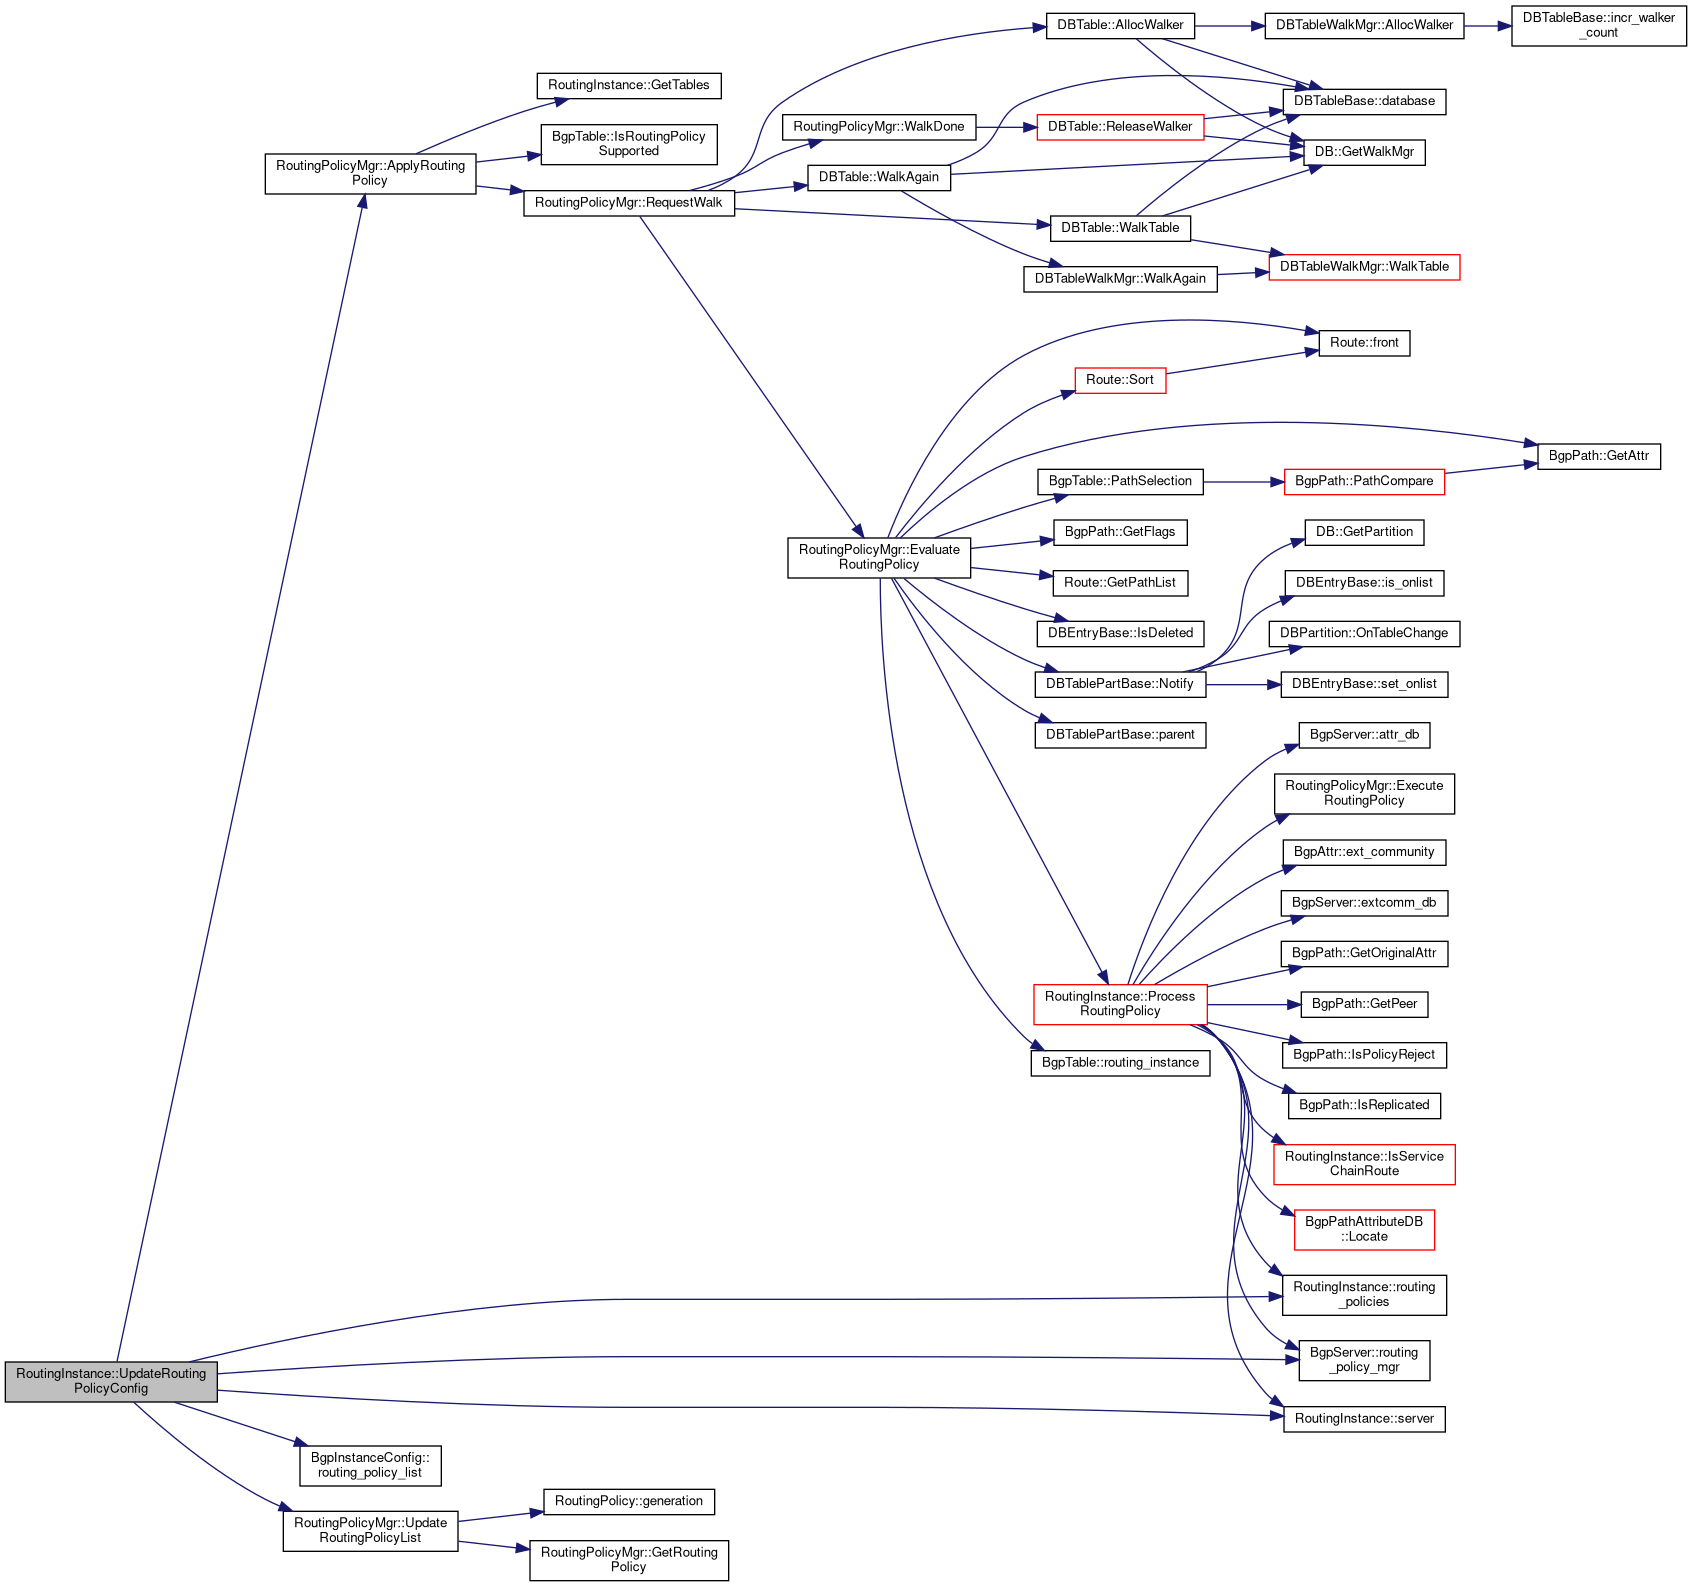 DBTable::AllocWalker
DBTableWalkMgr::AllocWalker
DBTableBase::incr_walker
_count
RoutingInstance::GetTables
DBTableBase::database
BgpTable::IsRoutingPolicy
Supported
RoutingPolicyMgr::WalkDone
DBTable::ReleaseWalker
DB::GetWalkMgr
RoutingPolicyMgr::ApplyRouting
Policy
DBTable::WalkAgain
RoutingPolicyMgr::RequestWalk
DBTable::WalkTable
DBTableWalkMgr::WalkAgain
DBTableWalkMgr::WalkTable
Route::front
Route::Sort
BgpPath::GetAttr
BgpTable::PathSelection
BgpPath::PathCompare
BgpPath::GetFlags
DB::GetPartition
RoutingPolicyMgr::Evaluate
RoutingPolicy
Route::GetPathList
DBEntryBase::is_onlist
DBEntryBase::IsDeleted
DBPartition::OnTableChange
DBTablePartBase::Notify
DBEntryBase::set_onlist
DBTablePartBase::parent
BgpServer::attr_db
RoutingPolicyMgr::Execute
RoutingPolicy
BgpAttr::ext_community
BgpServer::extcomm_db
BgpPath::GetOriginalAttr
RoutingInstance::Process
RoutingPolicy
BgpPath::GetPeer
BgpTable::routing_instance
BgpPath::IsPolicyReject
BgpPath::IsReplicated
RoutingInstance::IsService
ChainRoute
BgpPathAttributeDB
::Locate
RoutingInstance::routing
_policies
RoutingInstance::UpdateRouting
PolicyConfig
BgpServer::routing
_policy_mgr
RoutingInstance::server
BgpInstanceConfig::
routing_policy_list
RoutingPolicy::generation
RoutingPolicyMgr::Update
RoutingPolicyList
RoutingPolicyMgr::GetRouting
Policy